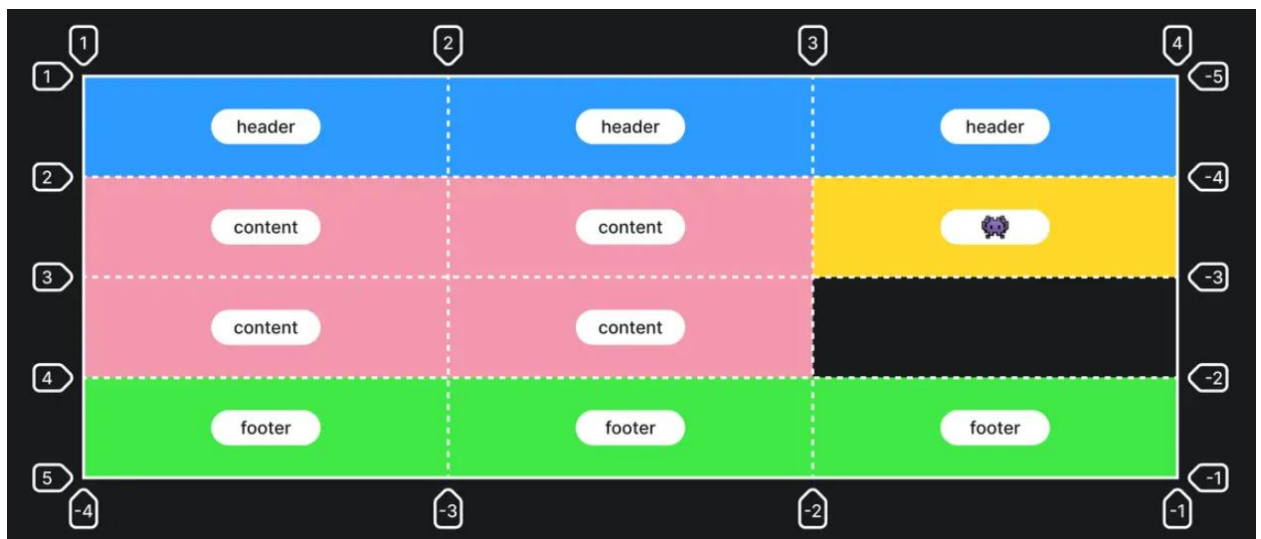 1 2 3 4
1 -5
header header header
2 -4
content content 👾
3 -3
content content
4 -2
footer footer footer
5 -1
-4 -3 -2 -1